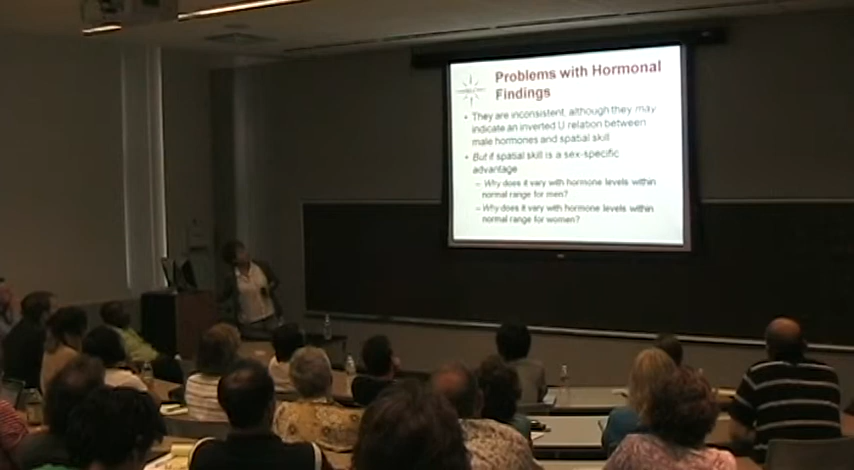 Problems with Hormonal
Findings
• They are inconsistent, although they may
indicate an inverted U relation between
male hormones and spatial skill
• But if spatial skill is a sex-specific
advantage
– Why does it vary with hormone levels within
normal range for men?
– Why does it vary with hormone levels within
normal range for women?